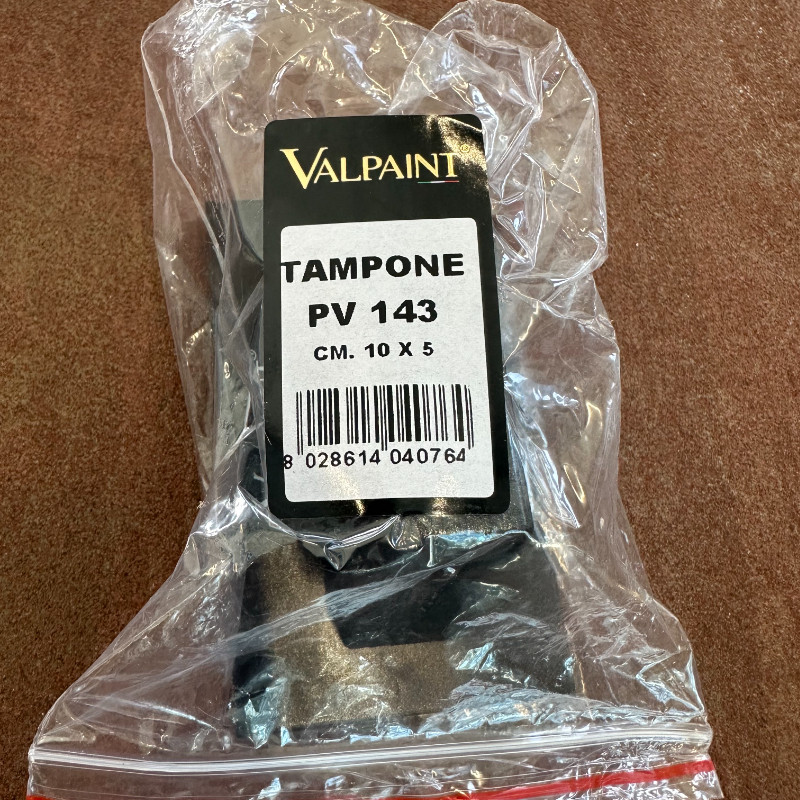 VALPAINT®
TAMPONE
PV 143
CM. 10 X 5
8 028614 040764